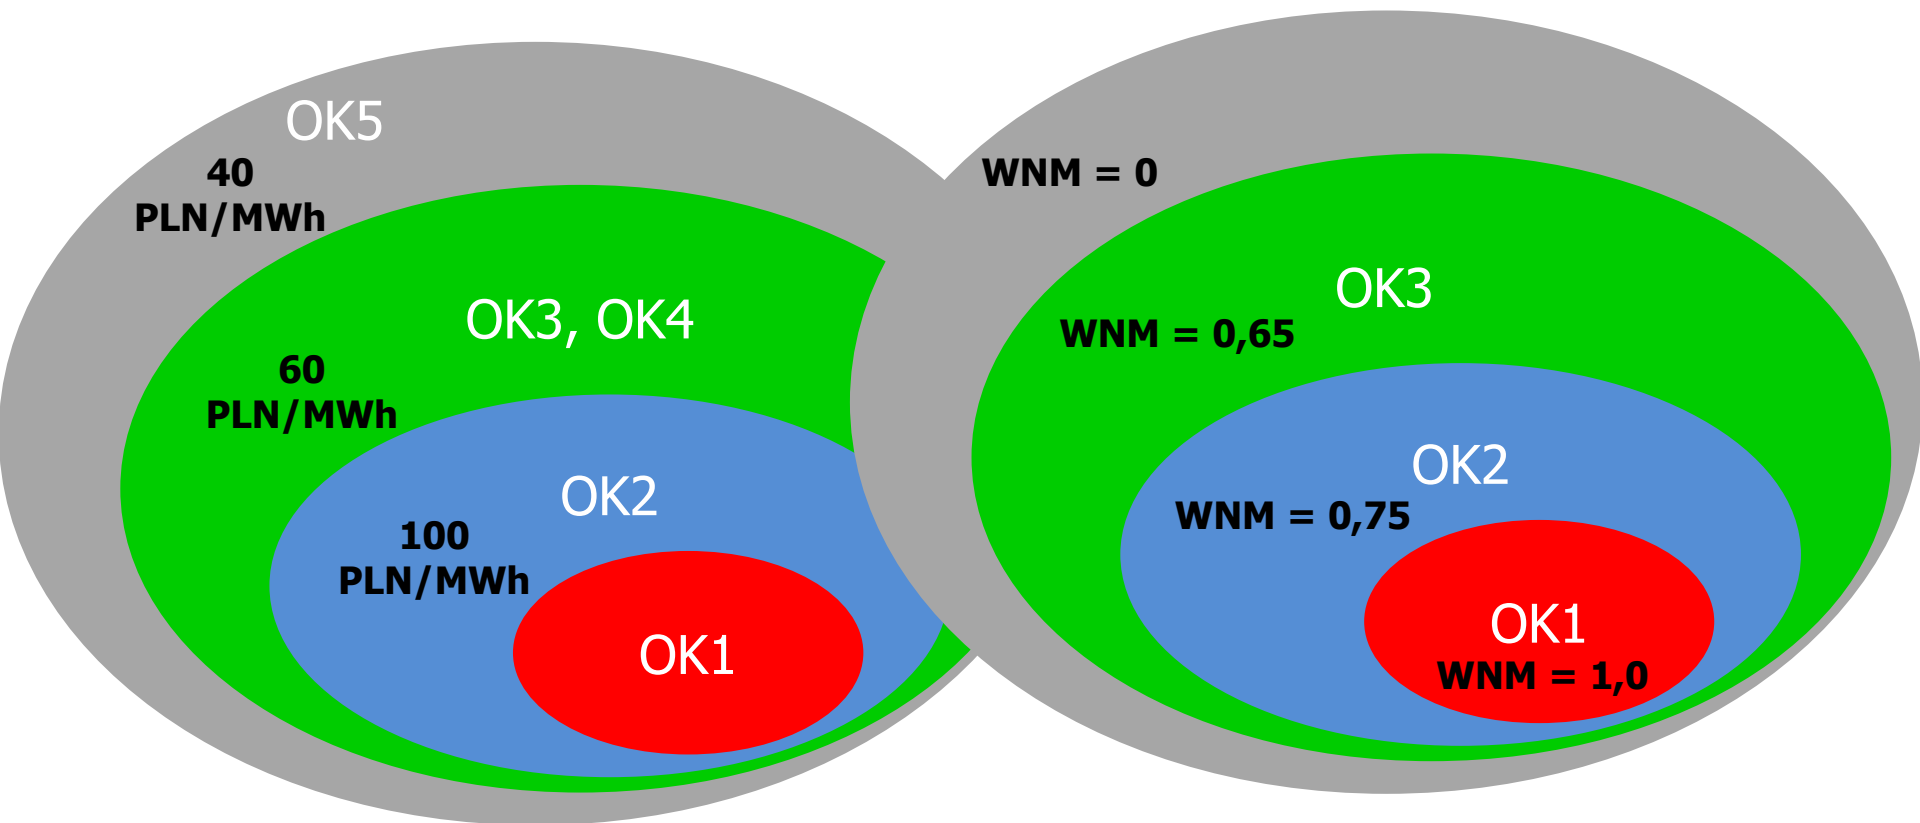 OK5
40
PLN/MWh
OK3, OK4
60
PLN/MWh
OK2
100
PLN/MWh
OK1
WNM = 0
OK3
WNM = 0,65
OK2
WNM = 0,75
OK1
WNM = 1,0